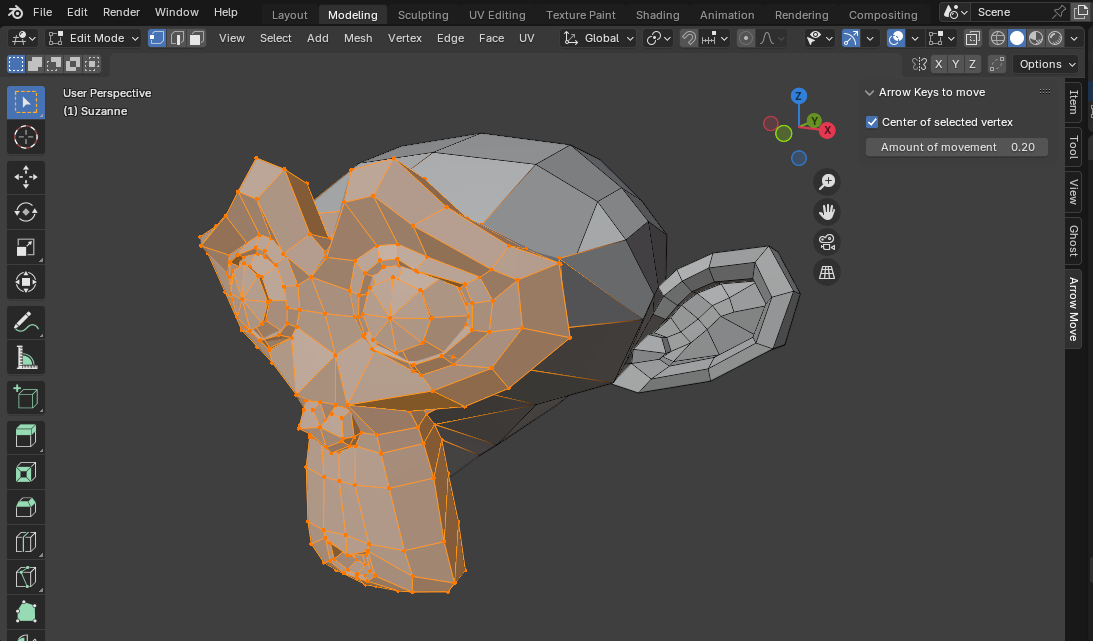 File Edit Render Window Help Layout Modeling Sculpting UV Editing Texture Paint Shading Animation Rendering Compositing Scene
Edit Mode View Select Add Mesh Vertex Edge Face UV Global
X Y Z Options
User Perspective
(1) Suzanne
Z
Y
X
Arrow Keys to move
Center of selected vertex
Amount of movement 0.20
Item
Tool
View
Ghost
Arrow Move